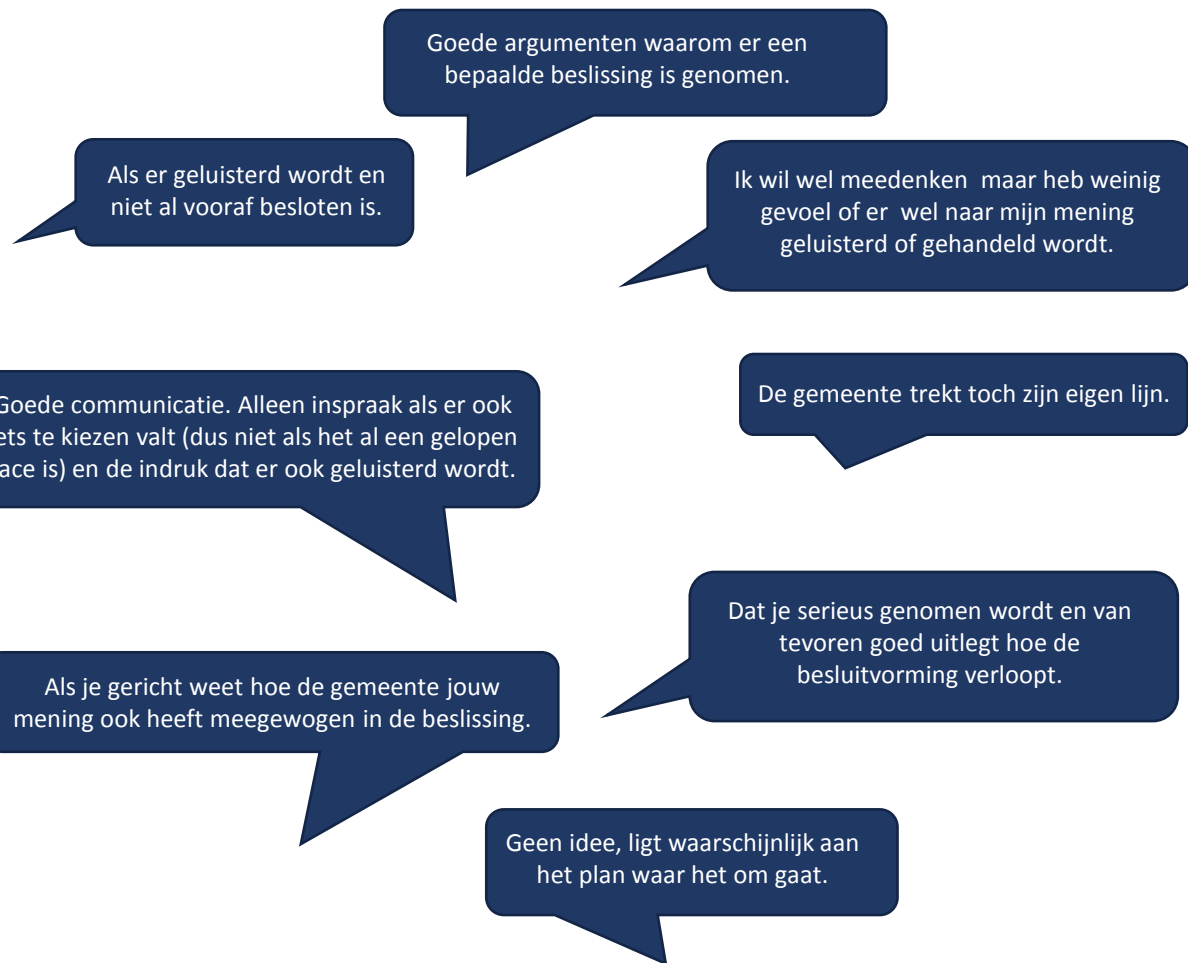 Goede argumenten waarom er een
bepaalde beslissing is genomen.
Als er geluisterd wordt en
niet al vooraf besloten is.
Ik wil wel meedenken  maar heb weinig
gevoel of er  wel naar mijn mening
geluisterd of gehandeld wordt.
Goede communicatie. Alleen inspraak als er ook
ets te kiezen valt (dus niet als het al een gelopen
ace is) en de indruk dat er ook geluisterd wordt.
De gemeente trekt toch zijn eigen lijn.
Dat je serieus genomen wordt en van
tevoren goed uitlegt hoe de
besluitvorming verloopt.
Als je gericht weet hoe de gemeente jouw
mening ook heeft meegewogen in de beslissing.
Geen idee, ligt waarschijnlijk aan
het plan waar het om gaat.